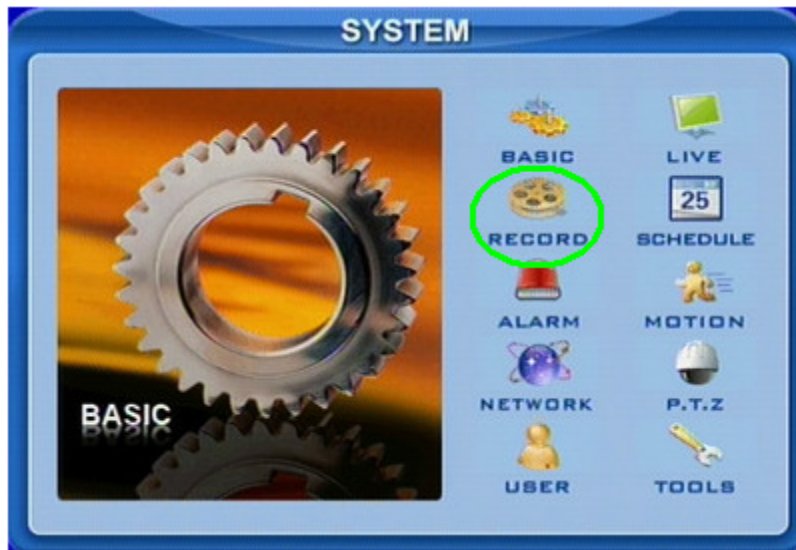 SYSTEM
BASIC LIVE
RECORD 25 SCHEDULE
ALARM MOTION
NETWORK P.T.Z
BASIC
USER TOOLS